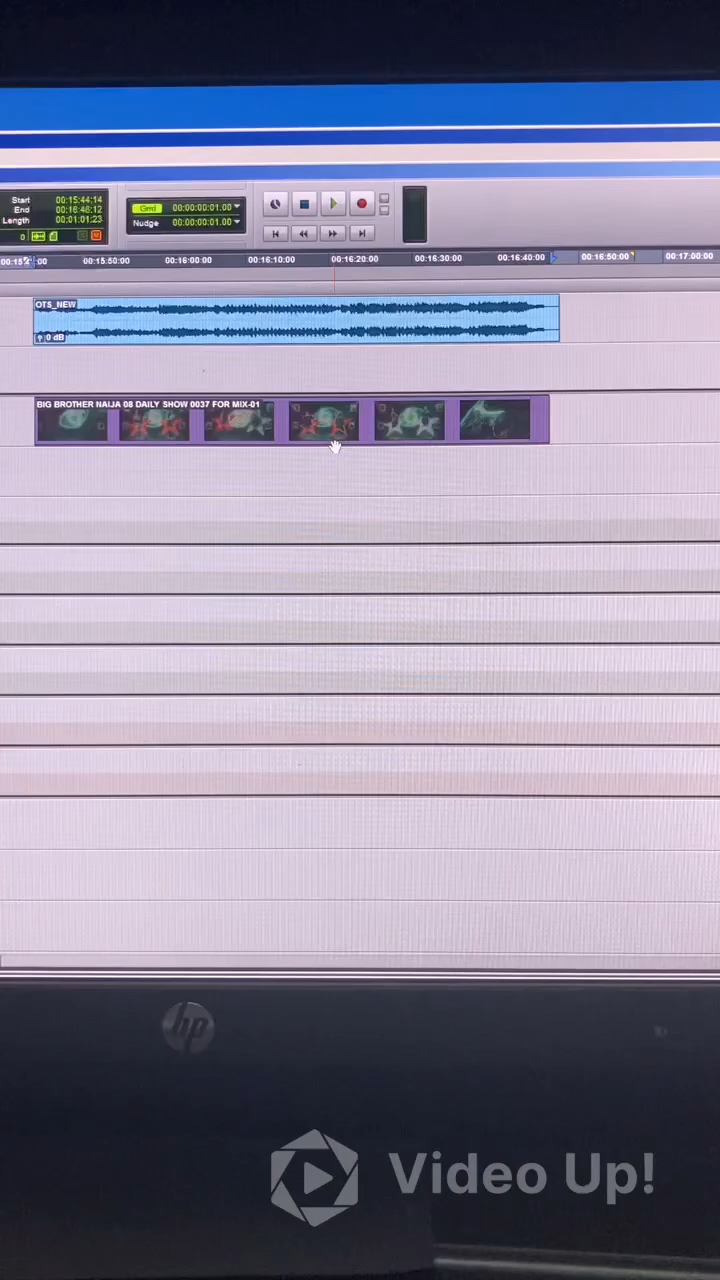 Start 00:15:44:14
End 00:16:46:12
Length 00:01:01:23
0
Grid 00:00:00:01.00
Nudge 00:00:00:01.00
00:15:50:00 00:16:00:00 00:16:10:00 00:16:20:00 00:16:30:00 00:16:40:00 00:16:50:00 00:17:00:00
OTS_NEW
0 dB
BIG BROTHER NAIJA 08 DAILY SHOW 0037 FOR MIX-01
hp
Video Up!